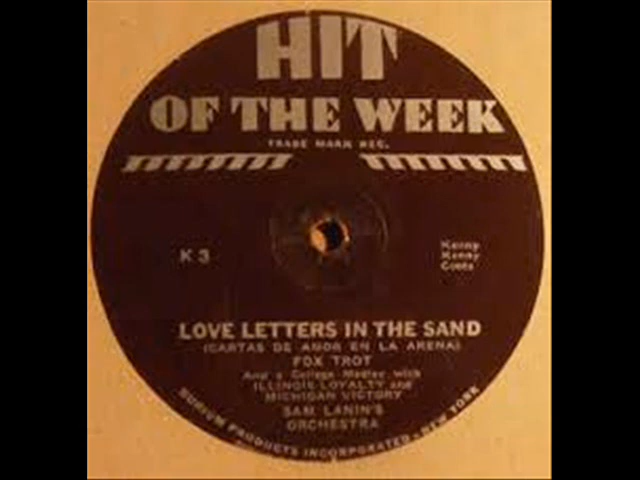 HIT
OF THE WEEK
TRADE MARK REG.
K 3
Kenny
Kenny
Coots
LOVE LETTERS IN THE SAND
(CARTAS DE AMOR EN LA ARENA)
FOX TROT
And a College Medley with
ILLINOIS LOYALTY and
MICHIGAN VICTORY
SAM LANIN'S
ORCHESTRA
DURIUM PRODUCTS INCORPORATED - NEW YORK